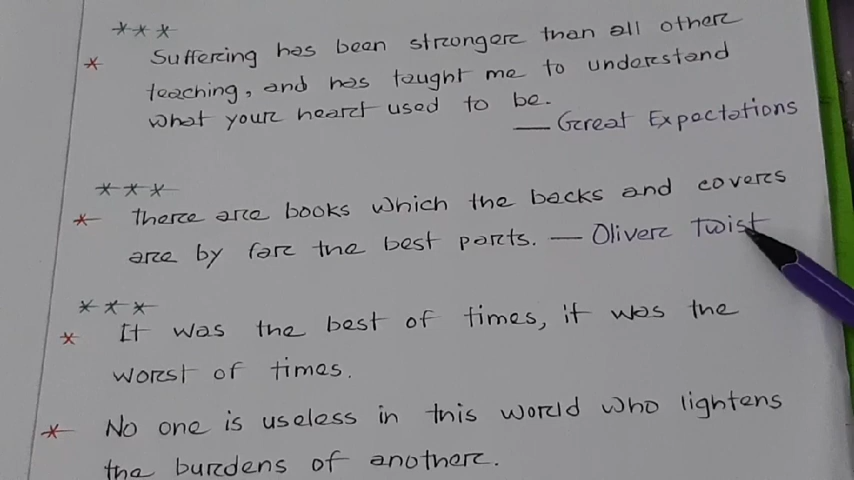 ***
* Suffering has been stronger than all other
teaching, and has taught me to understand
what your heart used to be.
— Great Expectations
***
* There are books which the backs and covers
are by far the best parts. — Oliver Twist
***
* It was the best of times, it was the
worst of times.
* No one is useless in this world who lightens
the burdens of another.